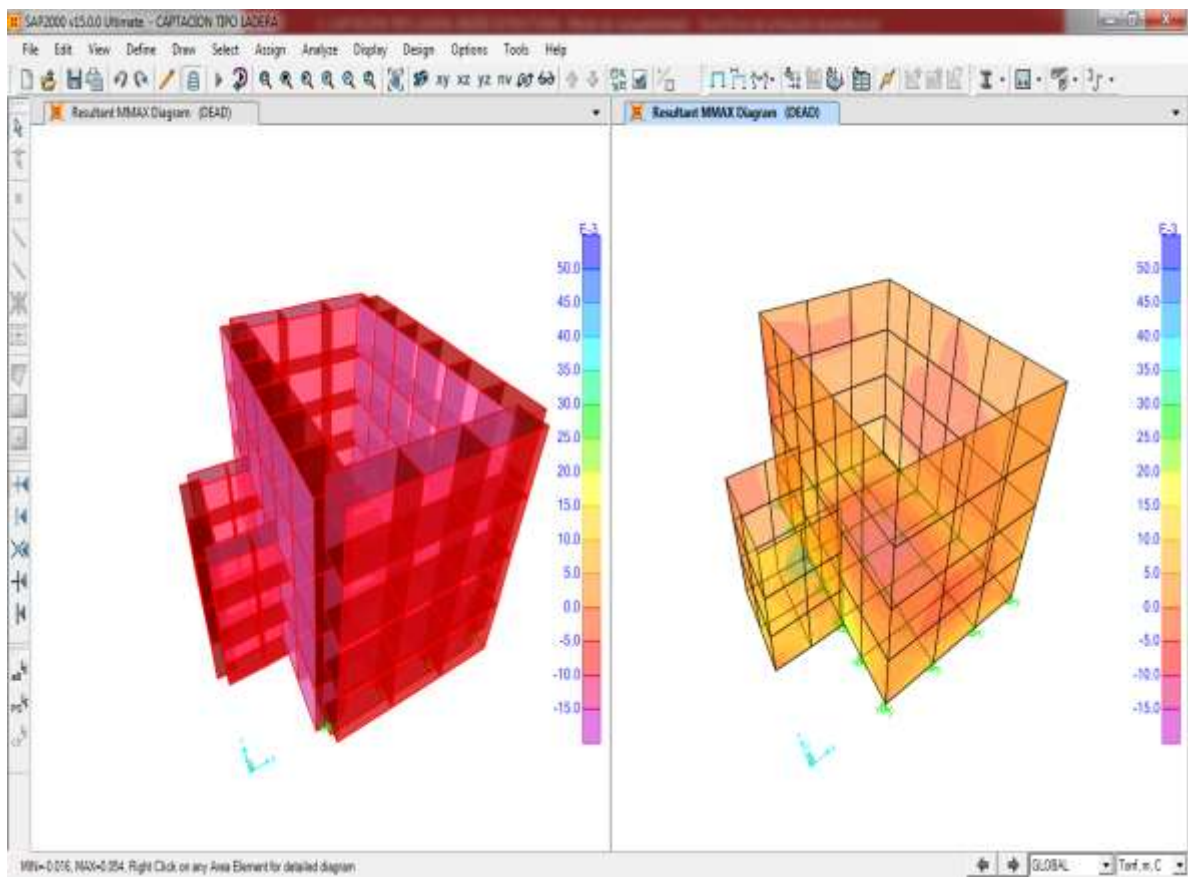 SAP2000 v15.0.0 Ultimate - CAPTACION TIPO LADERA
File Edit View Define Draw Select Assign Analyze Display Design Options Tools Help
xy xz yz nv
Resultant MMAX Diagram (DEAD)
Resultant MMAX Diagram (DEAD)
E-3
50.0
45.0
40.0
35.0
30.0
25.0
20.0
15.0
10.0
5.0
0.0
-5.0
-10.0
-15.0
E-3
50.0
45.0
40.0
35.0
30.0
25.0
20.0
15.0
10.0
5.0
0.0
-5.0
-10.0
-15.0
MIN=-0.016, MAX=0.054, Right Click on any Area Element for detailed diagram
GLOBAL
Tonf, m, C